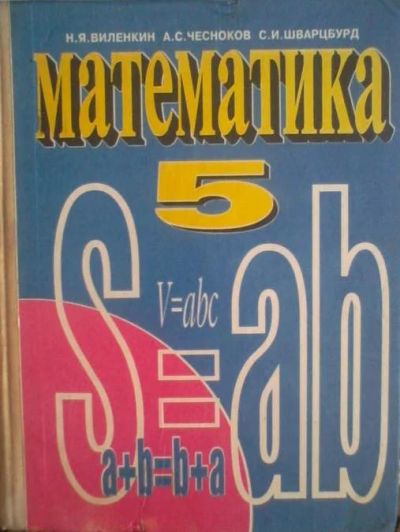 Н.Я.ВИЛЕНКИН А.С.ЧЕСНОКОВ С.И.ШВАРЦБУРД
Математика
5
V=abc
S=ab
a+b=b+a